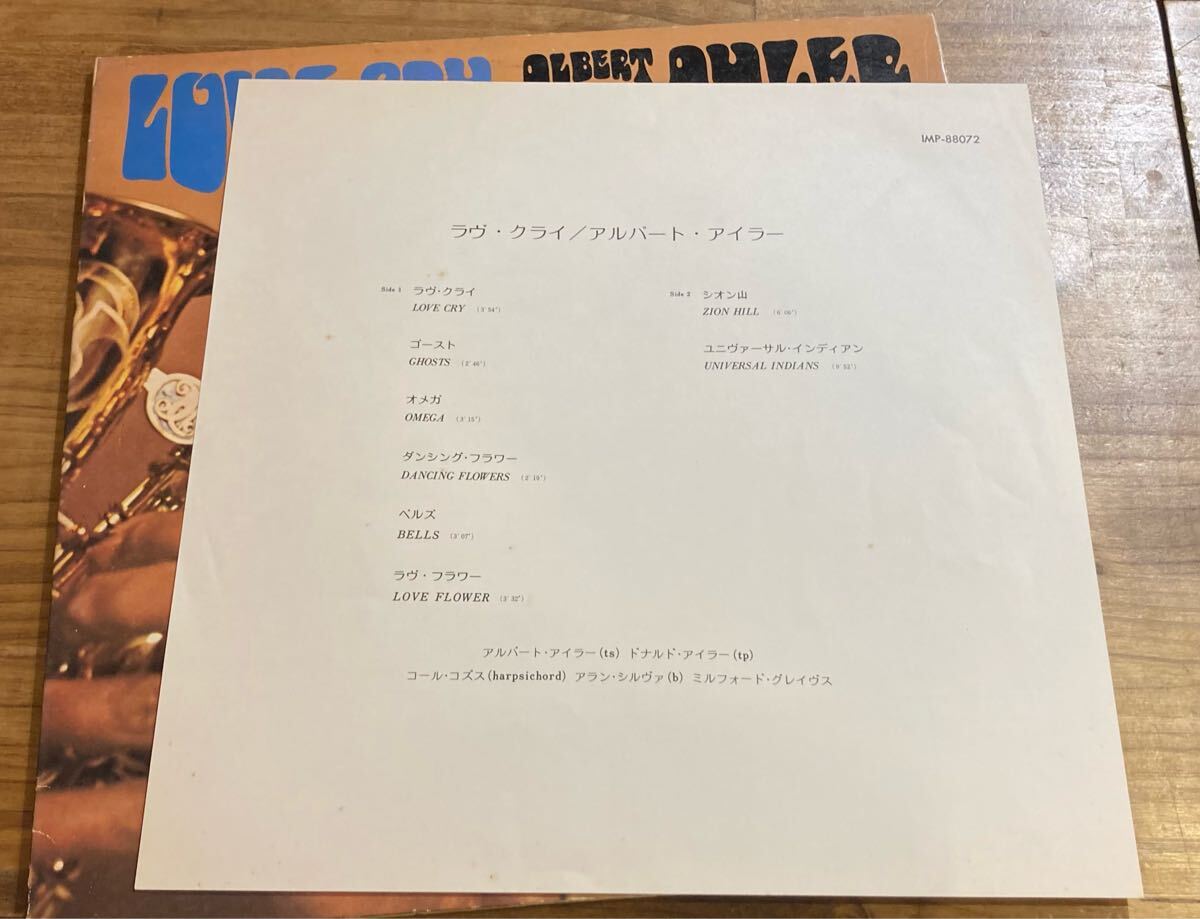 ALBERT AYLER
IMP-88072
ラヴ・クライ/アルバート・アイラー
Side 1 ラヴ・クライ
LOVE CRY (3'54")
ゴースト
GHOSTS (2'46")
オメガ
OMEGA (3'15")
ダンシング・フラワー
DANCING FLOWERS (2'19")
ベルズ
BELLS (3'07")
ラヴ・フラワー
LOVE FLOWER (3'32")
Side 2 シオン山
ZION HILL (6'06")
ユニヴァーサル・インディアン
UNIVERSAL INDIANS (9'52")
アルバート・アイラー(ts) ドナルド・アイラー(tp)
コール・コズス(harpsichord) アラン・シルヴァ(b) ミルフォード・グレイヴス